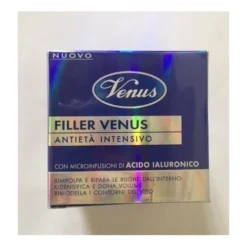 NUOVO
Venus
FILLER VENUS
ANTIETÀ INTENSIVO
CON MICROINFUSIONI DI ACIDO IALURONICO
RIMPOLPA E RIPARA LE RUGHE DALL'INTERNO
RIDENSIFICA E DONA VOLUME
RIMODELLA I CONTORNI DEL VISO